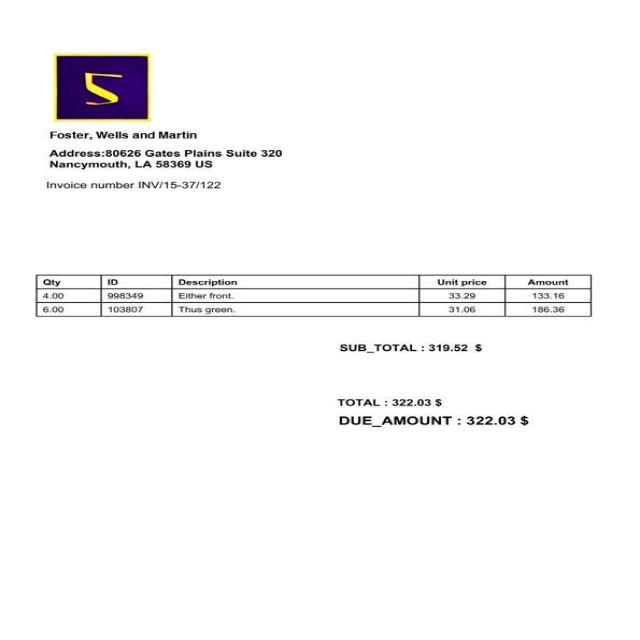 5
Foster, Wells and Martin
Address:80626 Gates Plains Suite 320
Nancymouth, LA 58369 US
Invoice number INV/15-37/122
Qty ID Description Unit price Amount
4.00 998349 Either front. 33.29 133.16
6.00 103807 Thus green. 31.06 186.36
SUB_TOTAL : 319.52 $
TOTAL : 322.03 $
DUE_AMOUNT : 322.03 $